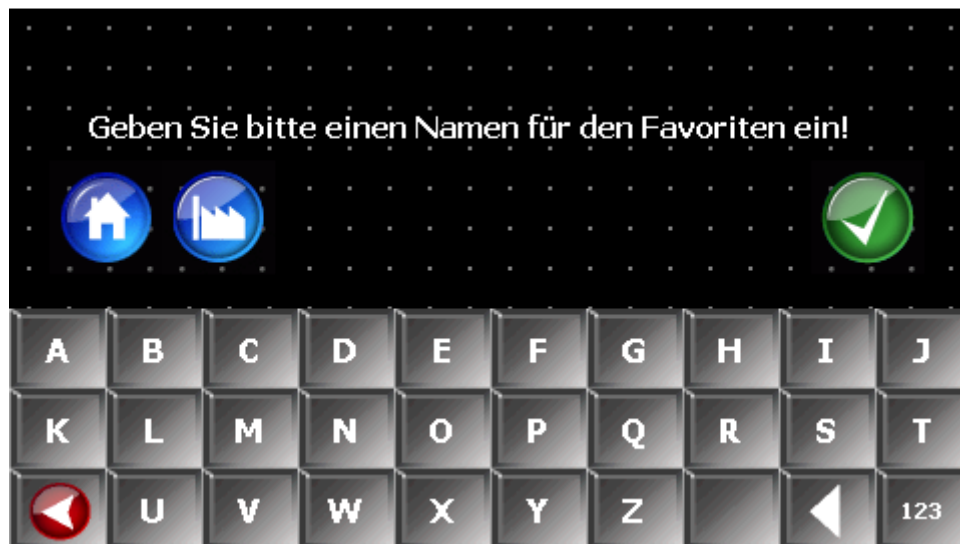 Geben Sie bitte einen Namen für den Favoriten ein!
A B C D E F G H I J
K L M N O P Q R S T
U V W X Y Z 123